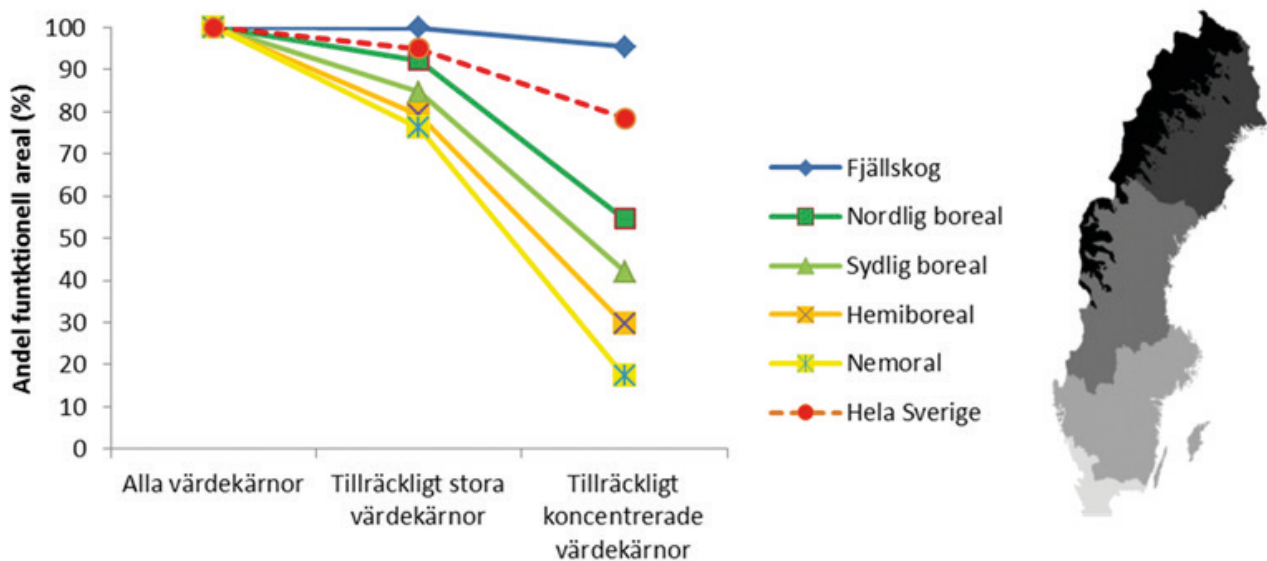 Andel funtktionell areal (%)
100
90
80
70
60
50
40
30
20
10
0
Alla värdekärnor
Tillräckligt stora
värdekärnor
Tillräckligt
koncentrerade
värdekärnor
Fjällskog
Nordlig boreal
Sydlig boreal
Hemiboreal
Nemoral
Hela Sverige